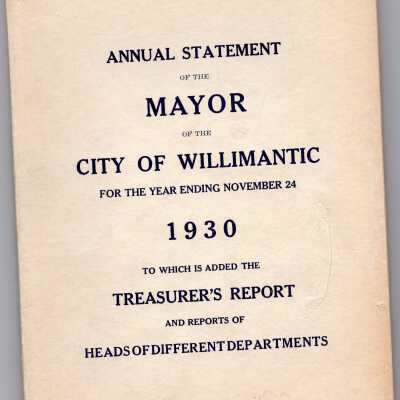 ANNUAL STATEMENT
OF THE
MAYOR
OF THE
CITY OF WILLIMANTIC
FOR THE YEAR ENDING NOVEMBER 24
1930
TO WHICH IS ADDED THE
TREASURER'S REPORT
AND REPORTS OF
HEADS OF DIFFERENT DEPARTMENTS